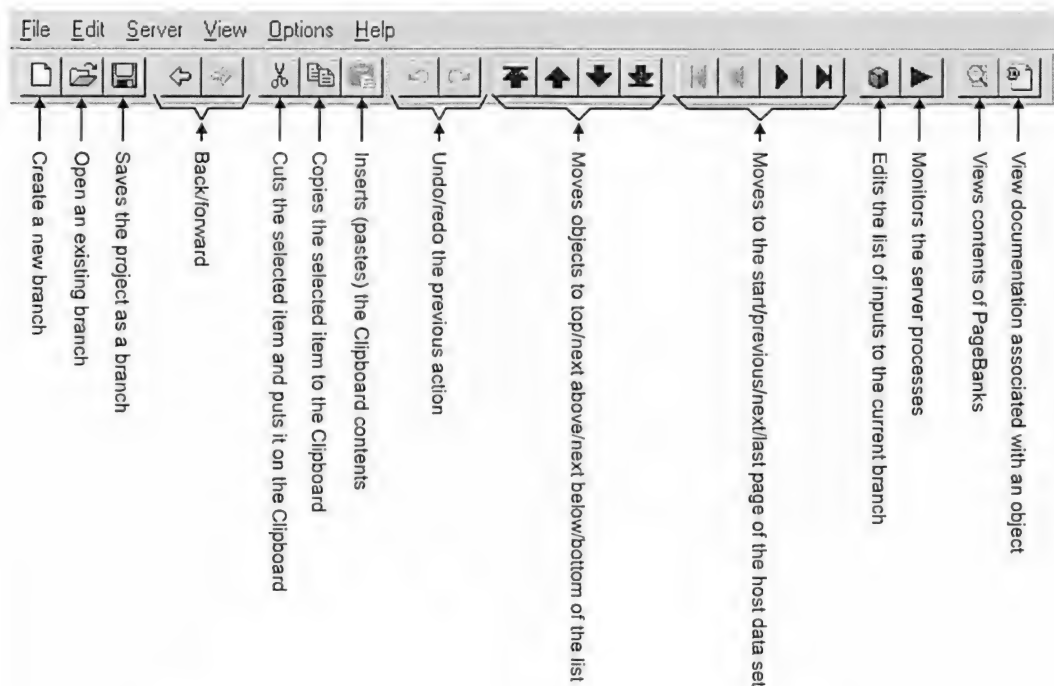 File Edit Server View Options Help
Create a new branch
Open an existing branch
Saves the project as a branch
Back/forward
Cuts the selected item and puts it on the Clipboard
Copies the selected item to the Clipboard
Inserts (pastes) the Clipboard contents
Undo/redo the previous action
Moves objects to top/next above/next below/bottom of the list
Moves to the start/previous/next/last page of the host data set
Edits the list of inputs to the current branch
Monitors the server processes
Views contents of PageBanks
View documentation associated with an object